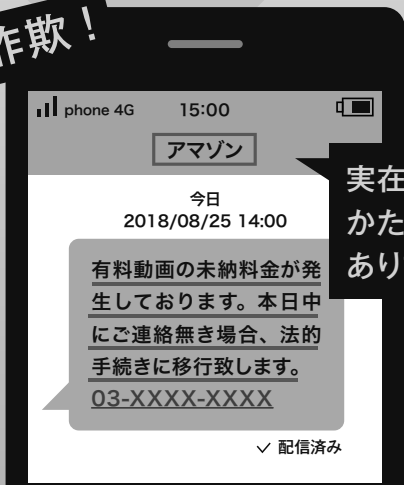 詐欺！
phone 4G 15:00
アマゾン
実在
かた
あり
今日
2018/08/25 14:00
有料動画の未納料金が発
生しております。本日中
にご連絡無き場合、法的
手続きに移行致します。
03-XXXX-XXXX
✓ 配信済み